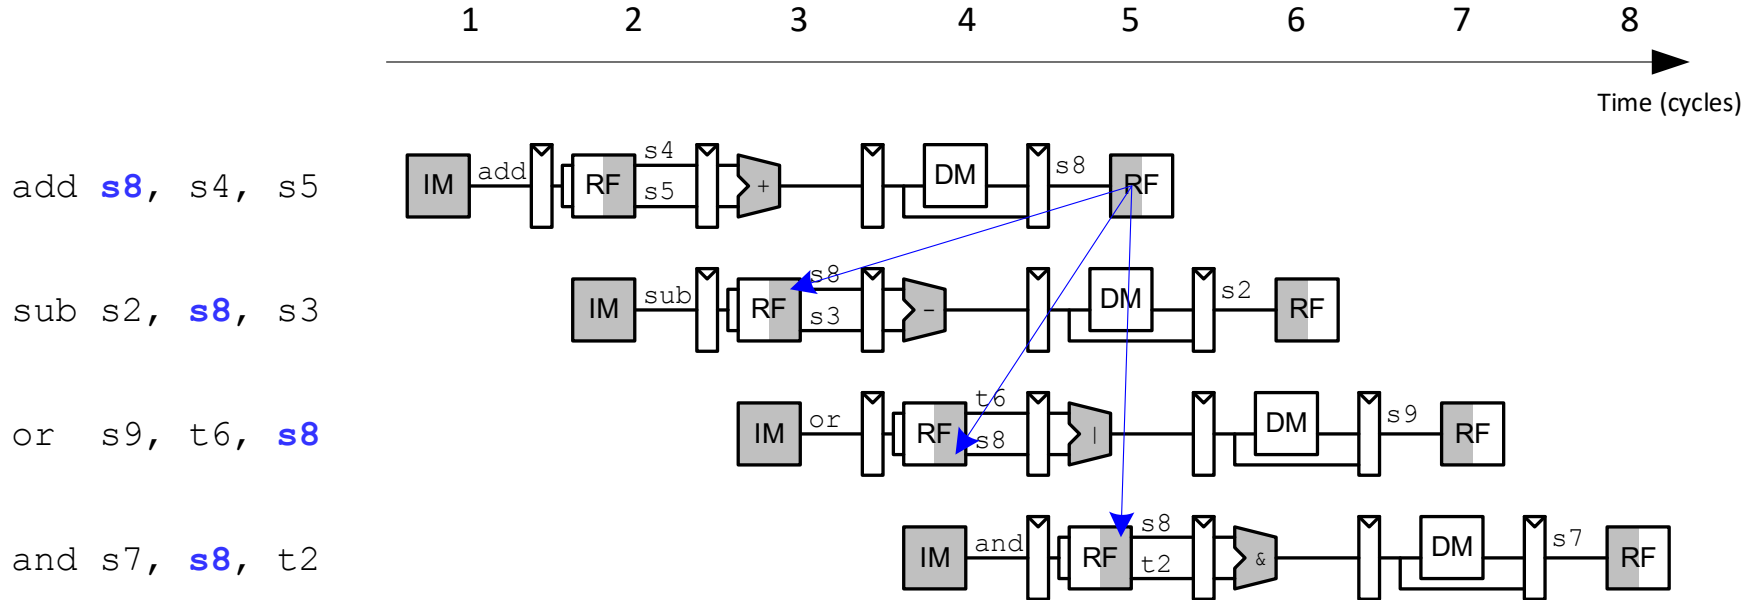 1 2 3 4 5 6 7 8
Time (cycles)
add s8, s4, s5 IM add RF s4 s5 + DM s8 RF
sub s2, s8, s3 IM sub RF s8 s3 - DM s2 RF
or s9, t6, s8 IM or RF t6 s8 | DM s9 RF
and s7, s8, t2 IM and RF s8 t2 & DM s7 RF